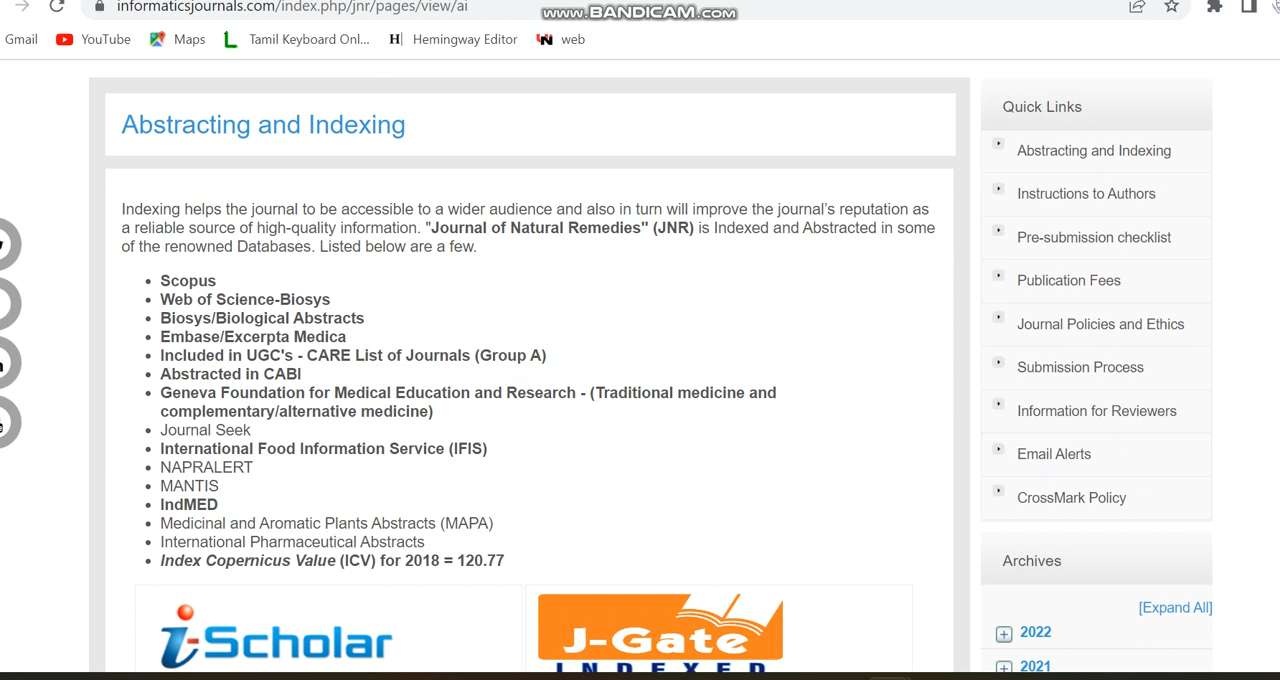 informaticsjournals.com/index.php/jnr/pages/view/ai
www.BANDICAM.com
Gmail
YouTube
Maps
Tamil Keyboard Onl...
Hemingway Editor
web
Abstracting and Indexing
Indexing helps the journal to be accessible to a wider audience and also in turn will improve the journal's reputation as
a reliable source of high-quality information. "Journal of Natural Remedies" (JNR) is Indexed and Abstracted in some
of the renowned Databases. Listed below are a few.
• Scopus
• Web of Science-Biosys
• Biosys/Biological Abstracts
• Embase/Excerpta Medica
• Included in UGC's - CARE List of Journals (Group A)
• Abstracted in CABI
• Geneva Foundation for Medical Education and Research - (Traditional medicine and
complementary/alternative medicine)
• Journal Seek
• International Food Information Service (IFIS)
• NAPRALERT
• MANTIS
• IndMED
• Medicinal and Aromatic Plants Abstracts (MAPA)
• International Pharmaceutical Abstracts
• Index Copernicus Value (ICV) for 2018 = 120.77
i-Scholar
J-Gate
INDEXED
Quick Links
Abstracting and Indexing
Instructions to Authors
Pre-submission checklist
Publication Fees
Journal Policies and Ethics
Submission Process
Information for Reviewers
Email Alerts
CrossMark Policy
Archives
[Expand All]
2022
2021